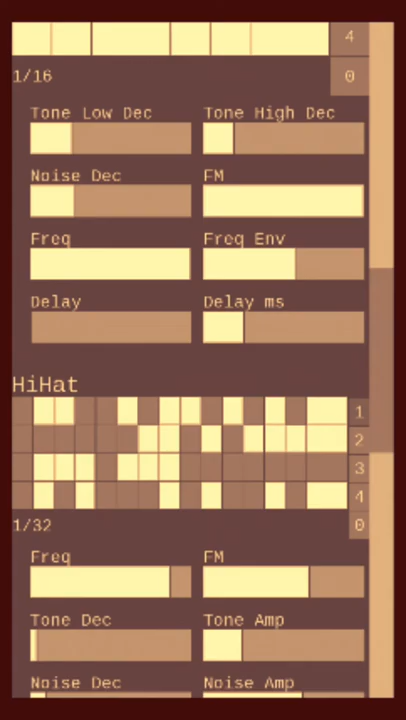 4
1/16 0
Tone Low Dec Tone High Dec
Noise Dec FM
Freq Freq Env
Delay Delay ms
HiHat
1
2
3
4
1/32 0
Freq FM
Tone Dec Tone Amp
Noise Dec Noise Amp